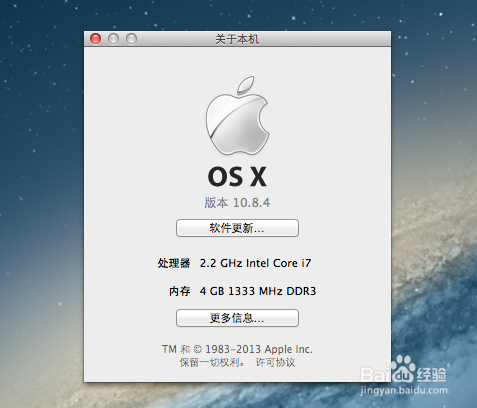 关于本机
OS X
版本 10.8.4
软件更新...
处理器 2.2 GHz Intel Core i7
内存 4 GB 1333 MHz DDR3
更多信息...
TM 和 © 1983-2013 Apple Inc.
保留一切权利。 许可协议
Baidu 经验
jingyan.baidu.com